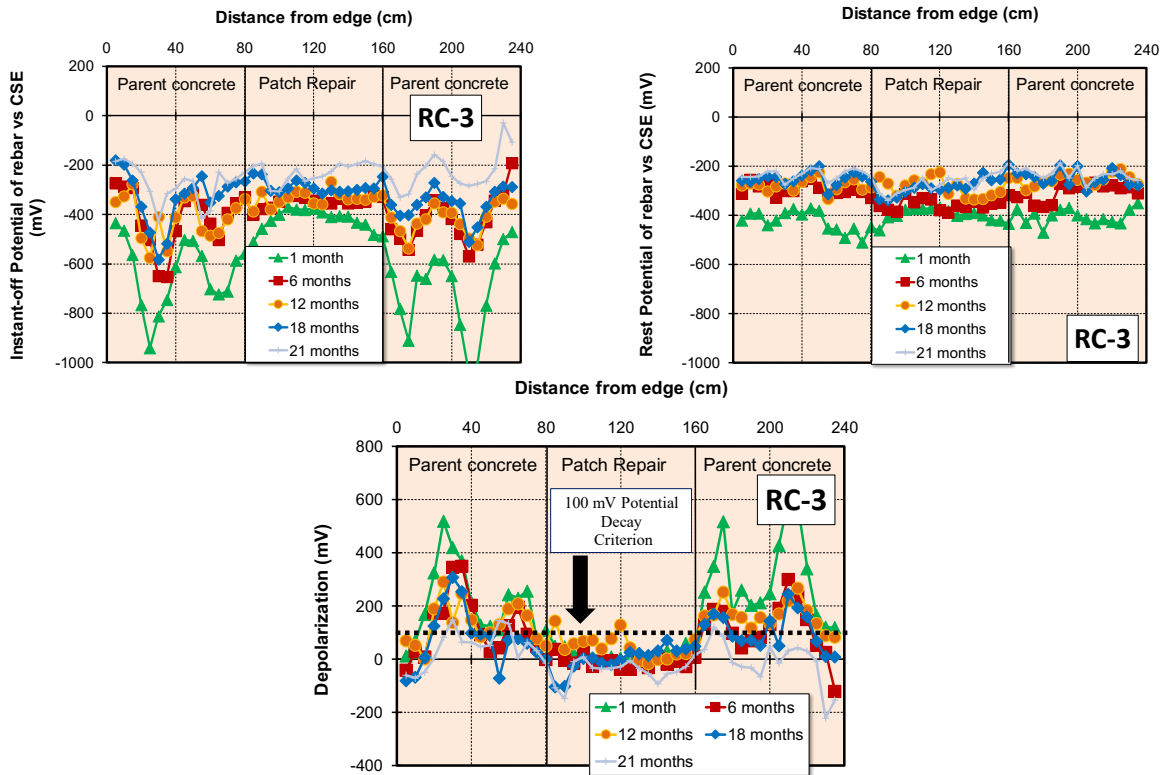 Distance from edge (cm)
0 40 80 120 160 200 240
200
0
-200
-400
-600
-800
-1000
Instant-off Potential of rebar vs CSE
(mV)
Parent concrete Patch Repair Parent concrete
RC-3
1 month
6 months
12 months
18 months
21 months
Distance from edge (cm)
0 40 80 120 160 200 240
200
0
-200
-400
-600
-800
-1000
Rest Potential of rebar vs CSE (mV)
Parent concrete Patch Repair Parent concrete
1 month
6 months
12 months
18 months
21 months
RC-3
Distance from edge (cm)
0 40 80 120 160 200 240
800
600
400
200
0
-200
-400
Depolarization (mV)
Parent concrete Patch Repair Parent concrete
RC-3
100 mV Potential
Decay
Criterion
1 month 6 months
12 months 18 months
21 months